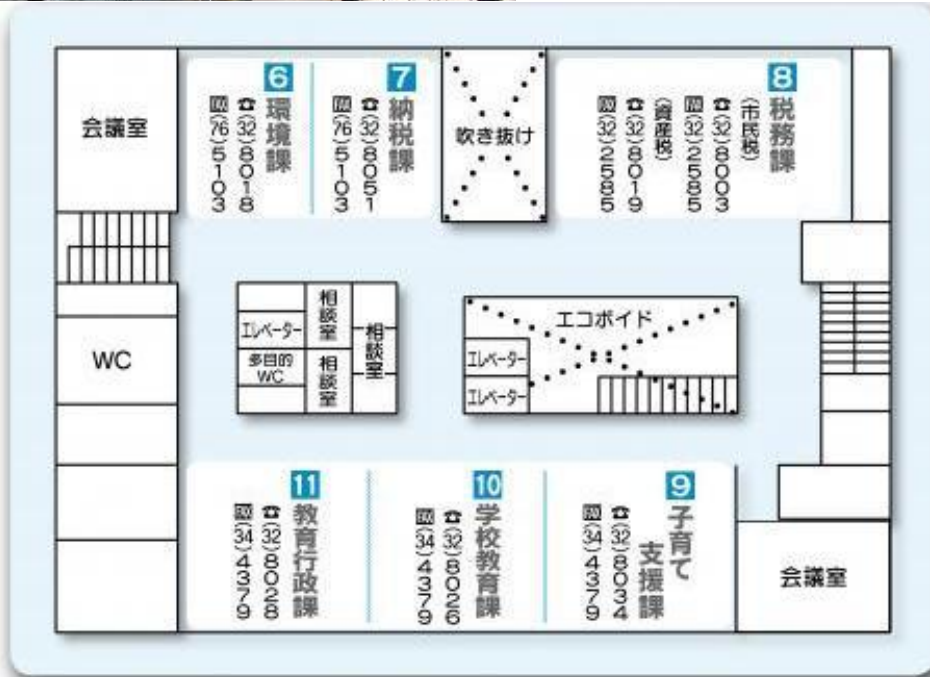 会議室
6
環境課
☎(32)8018
FAX(76)5103
7
納税課
☎(32)8051
FAX(76)5103
吹き抜け
8
税務課
(市民税)
☎(32)8003
FAX(32)2585
(資産税)
☎(32)8019
FAX(32)2585
WC
エレベーター
多目的
WC
相談室
相談室
相談室
エコボイド
エレベーター
エレベーター
11
教育行政課
☎(32)8028
FAX(34)4379
10
学校教育課
☎(32)8026
FAX(34)4379
9
子育て
支援課
☎(32)8034
FAX(34)4379
会議室